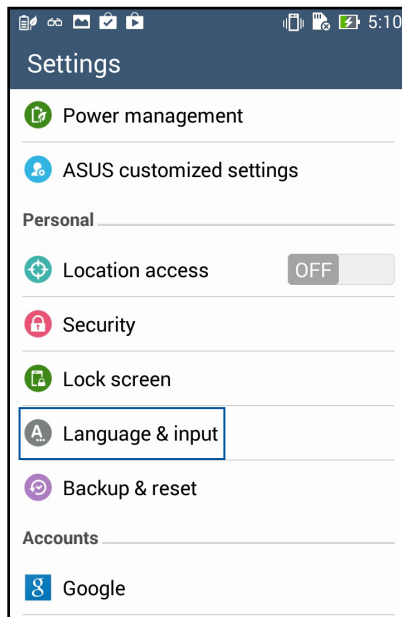 5:10
Settings
Power management
ASUS customized settings
Personal
Location access OFF
Security
Lock screen
A Language & input
Backup & reset
Accounts
8 Google